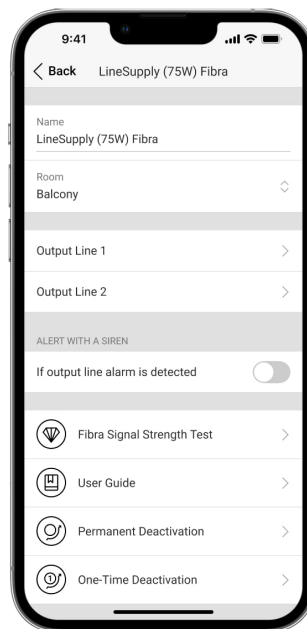 9:41
Back LineSupply (75W) Fibra
Name
LineSupply (75W) Fibra
Room
Balcony
Output Line 1
Output Line 2
ALERT WITH A SIREN
If output line alarm is detected
Fibra Signal Strength Test
User Guide
Permanent Deactivation
1 One-Time Deactivation